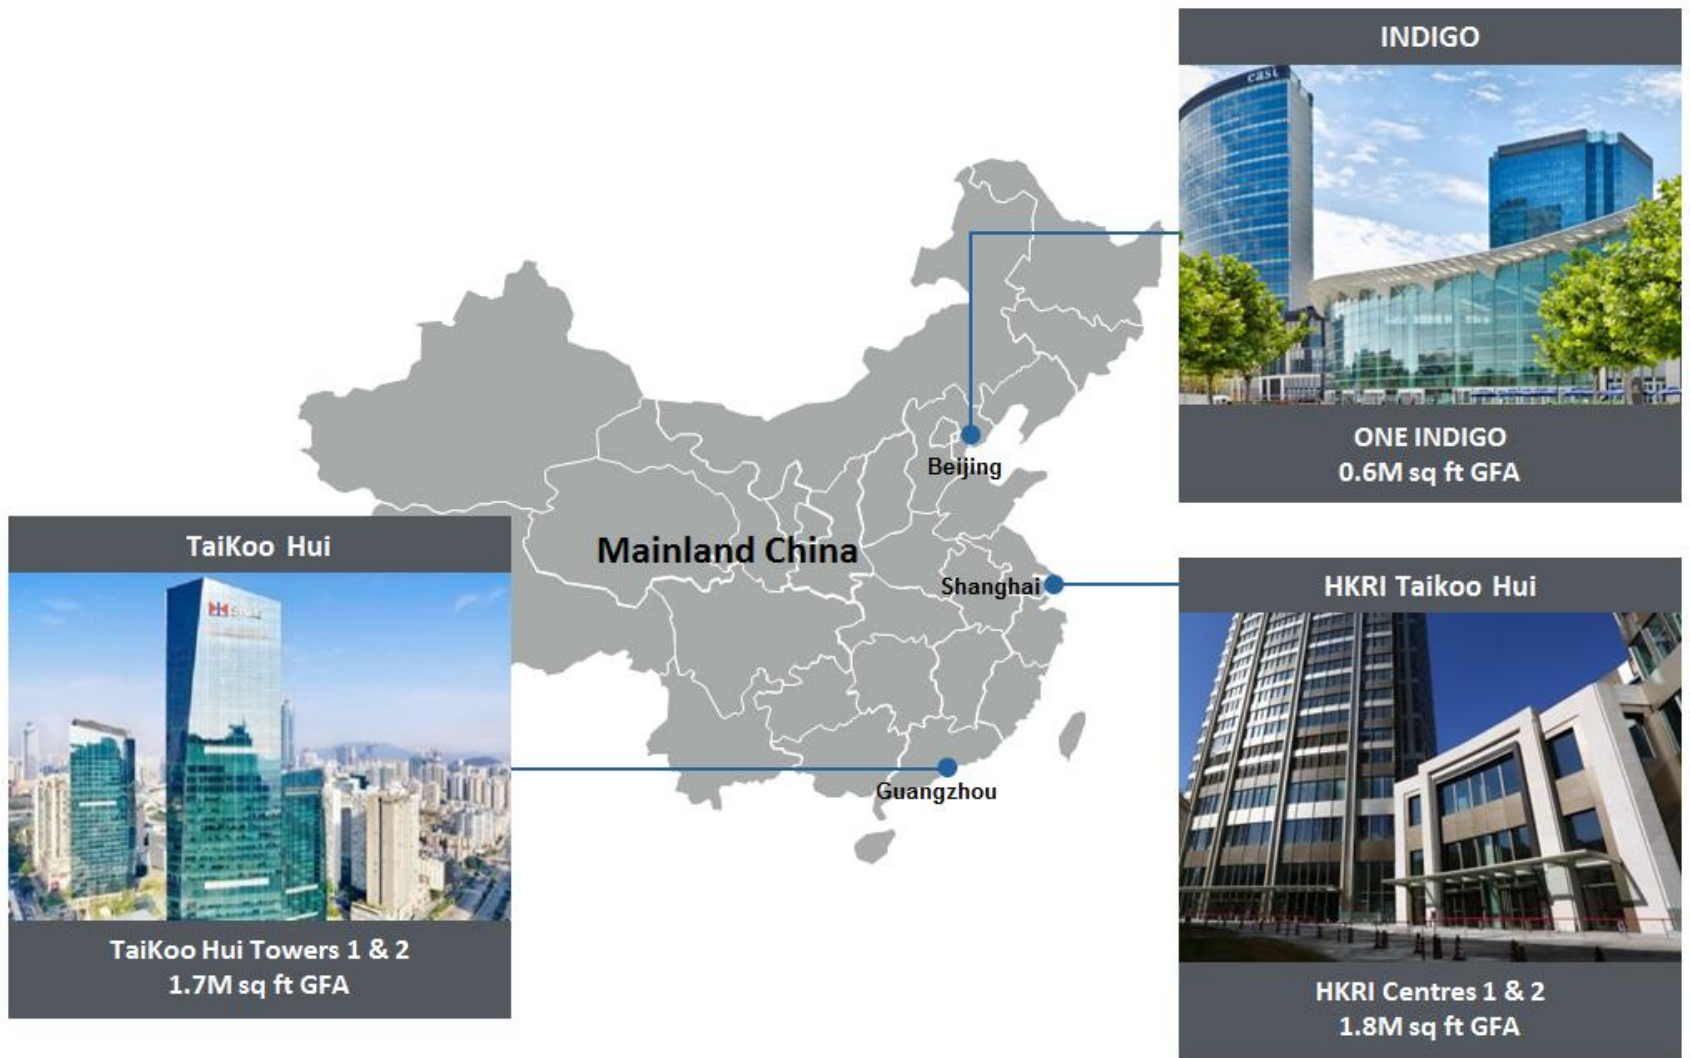 INDIGO
east
ONE INDIGO
0.6M sq ft GFA
Beijing
Mainland China
Shanghai
Guangzhou
TaiKoo Hui
TaiKoo Hui Towers 1 & 2
1.7M sq ft GFA
HKRI Taikoo Hui
HKRI Centres 1 & 2
1.8M sq ft GFA